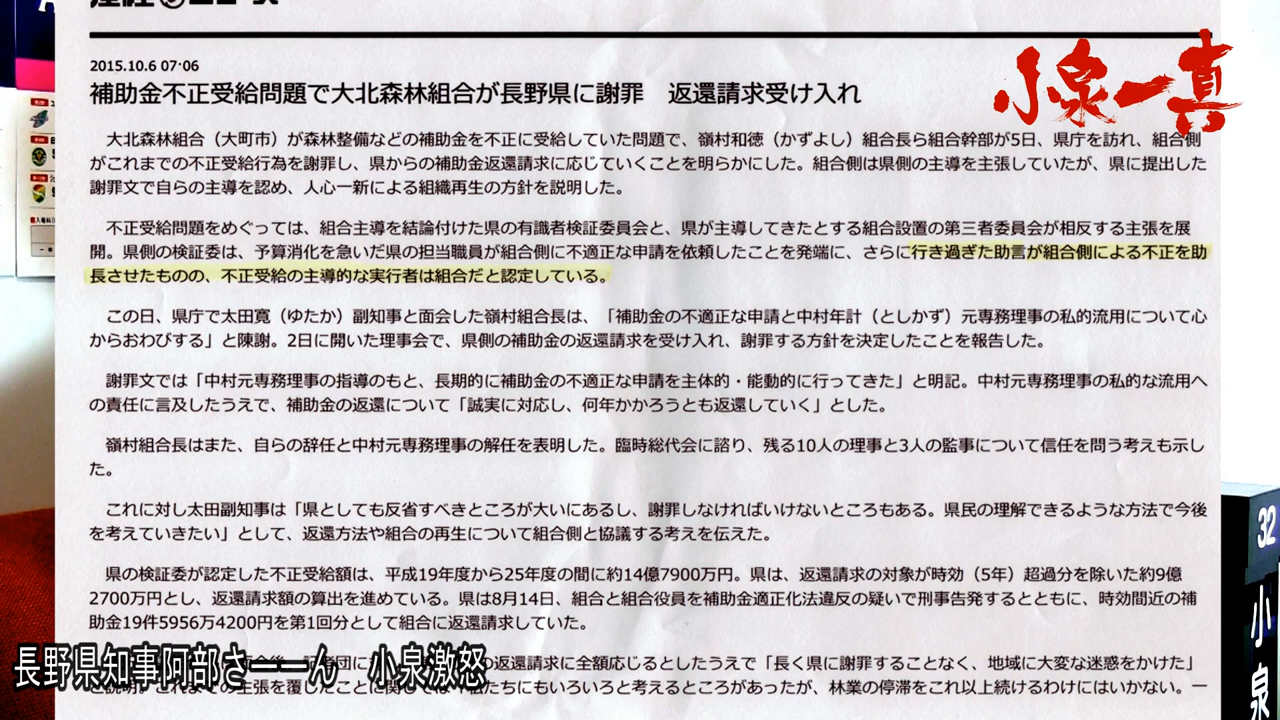 小泉一真
2015.10.6 07:06
補助金不正受給問題で大北森林組合が長野県に謝罪　返還請求受け入れ
大北森林組合（大町市）が森林整備などの補助金を不正に受給していた問題で、嶺村和徳（かずよし）組合長ら組合幹部が5日、県庁を訪れ、組合側
がこれまでの不正受給行為を謝罪し、県からの補助金返還請求に応じていくことを明らかにした。組合側は県側の主導を主張していたが、県に提出した
謝罪文で自らの主導を認め、人心一新による組織再生の方針を説明した。
不正受給問題をめぐっては、組合主導を結論付けた県の有識者検証委員会と、県が主導してきたとする組合設置の第三者委員会が相反する主張を展
開。県側の検証委は、予算消化を急いだ県の担当職員が組合側に不適正な申請を依頼したことを発端に、さらに行き過ぎた助言が組合側による不正を助
長させたものの、不正受給の主導的な実行者は組合だと認定している。
この日、県庁で太田寛（ゆたか）副知事と面会した嶺村組合長は、「補助金の不適正な申請と中村年計（としかず）元専務理事の私的流用について心
からおわびする」と陳謝。2日に開いた理事会で、県側の補助金の返還請求を受け入れ、謝罪する方針を決定したことを報告した。
謝罪文では「中村元専務理事の指導のもと、長期的に補助金の不適正な申請を主体的・能動的に行ってきた」と明記。中村元専務理事の私的な流用へ
の責任に言及したうえで、補助金の返還について「誠実に対応し、何年かかろうとも返還していく」とした。
嶺村組合長はまた、自らの辞任と中村元専務理事の解任を表明した。臨時総代会に諮り、残る10人の理事と3人の監事について信任を問う考えも示し
た。
これに対し太田副知事は「県としても反省すべきところが大いにあるし、謝罪しなければいけないところもある。県民の理解できるような方法で今後
を考えていきたい」として、返還方法や組合の再生について組合側と協議する考えを伝えた。
県の検証委が認定した不正受給額は、平成19年度から25年度の間に約14億7900万円。県は、返還請求の対象が時効（5年）超過分を除いた約9億
2700万円とし、返還請求額の算出を進めている。県は8月14日、組合と組合役員を補助金適正化法違反の疑いで刑事告発するとともに、時効間近の補
助金19件5956万4200円を第1回分として組合に返還請求していた。
の返還請求に全額応じるとしたうえで「長く県に謝罪することなく、地域に大変な迷惑をかけた」
にもいろいろと考えるところがあったが、林業の停滞をこれ以上続けるわけにはいかない。一
長野県知事阿部さーーん　小泉激怒
32
小泉